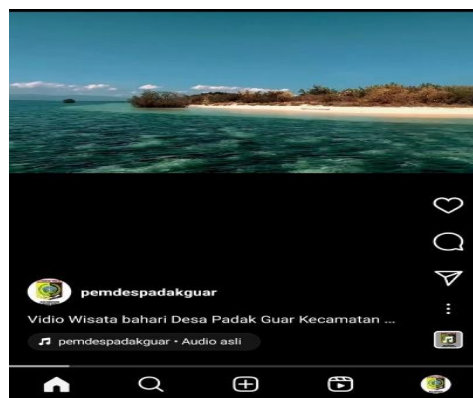 pemdespadakguar
Vidio Wisata bahari Desa Padak Guar Kecamatan ...
pemdespadakguar • Audio asli